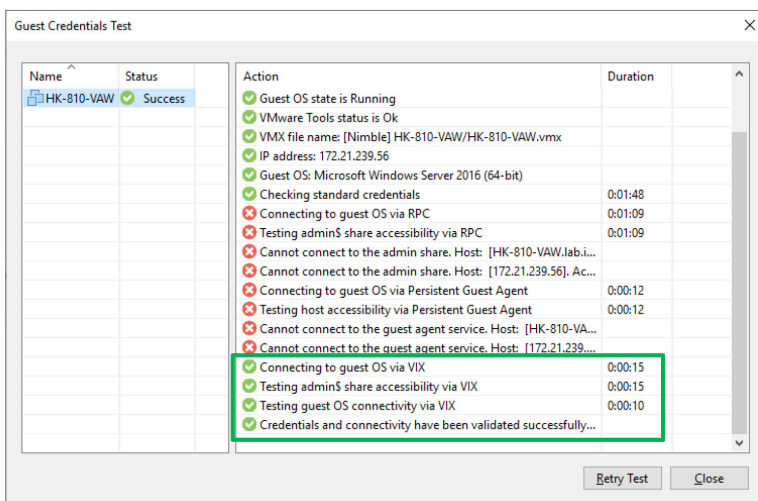 Guest Credentials Test
Name Status
HK-810-VAW Success
Action Duration
Guest OS state is Running
VMware Tools status is Ok
VMX file name: [Nimble] HK-810-VAW/HK-810-VAW.vmx
IP address: 172.21.239.56
Guest OS: Microsoft Windows Server 2016 (64-bit)
Checking standard credentials 0:01:48
Connecting to guest OS via RPC 0:01:09
Testing admin$ share accessibility via RPC 0:01:09
Cannot connect to the admin share. Host: [HK-810-VAW.lab.i...
Cannot connect to the admin share. Host: [172.21.239.56]. Ac...
Connecting to guest OS via Persistent Guest Agent 0:00:12
Testing host accessibility via Persistent Guest Agent 0:00:12
Cannot connect to the guest agent service. Host: [HK-810-VA...
Cannot connect to the guest agent service. Host: [172.21.239....
Connecting to guest OS via VIX 0:00:15
Testing admin$ share accessibility via VIX 0:00:15
Testing guest OS connectivity via VIX 0:00:10
Credentials and connectivity have been validated successfully...
Retry Test Close